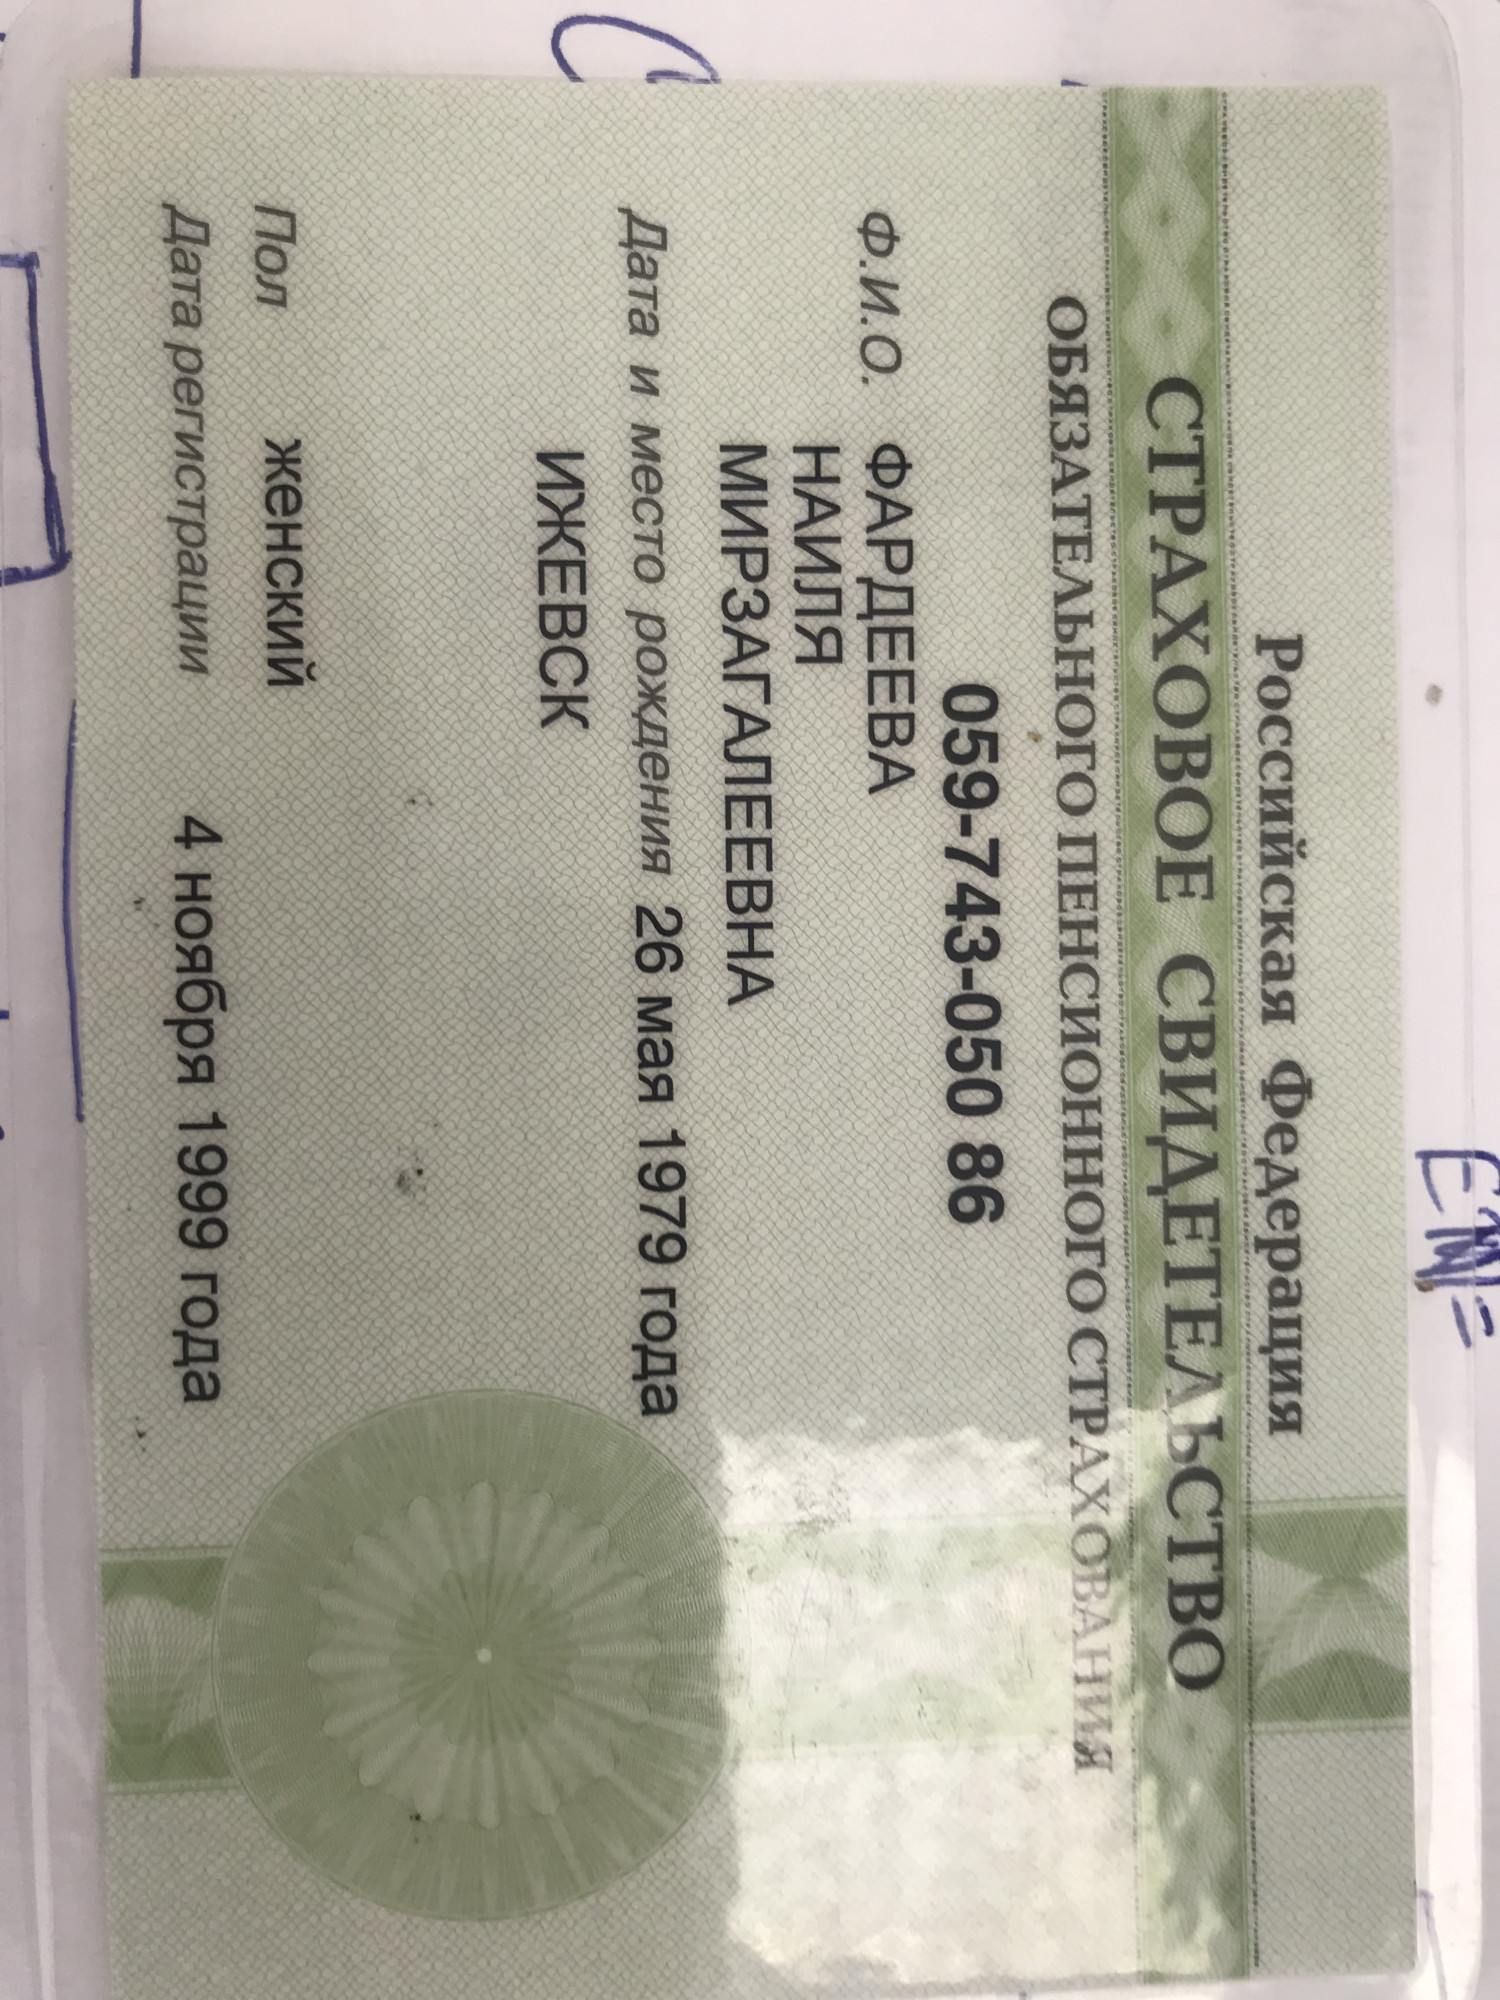 Российская Федерация
СТРАХОВОЕ СВИДЕТЕЛЬСТВО
ОБЯЗАТЕЛЬНОГО ПЕНСИОННОГО СТРАХОВАНИЯ
059-743-050 86
Ф.И.О. ФАРДЕЕВА
НАИЛЯ
МИРЗАГАЛЕЕВНА
Дата и место рождения 26 мая 1979 года
ИЖЕВСК
Пол женский
Дата регистрации 4 ноября 1999 года